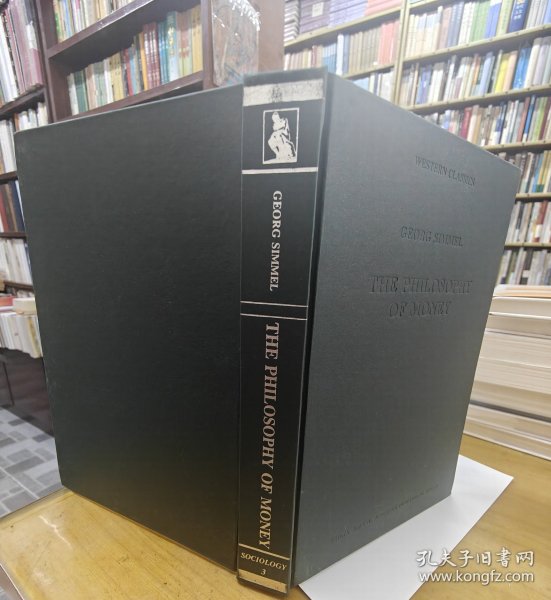 GEORG SIMMEL
THE PHILOSOPHY OF MONEY
SOCIOLOGY
3
WESTERN CLASSICS
GEORG SIMMEL
THE PHILOSOPHY
OF MONEY
孔夫子旧书网
www.kongfz.com